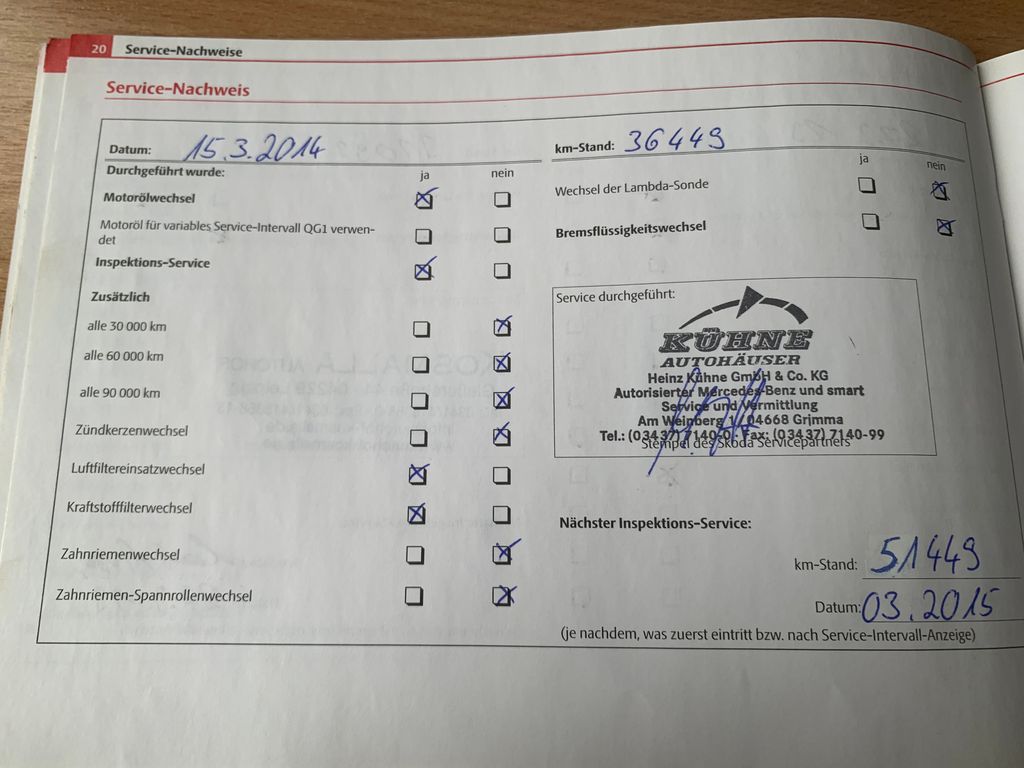 20 Service-Nachweise
Service-Nachweis
Datum: 15.3.2014
Durchgeführt wurde: ja nein
Motorölwechsel
Motoröl für variables Service-Intervall QG1 verwen-
det
Inspektions-Service
Zusätzlich
alle 30 000 km
alle 60 000 km
alle 90 000 km
Zündkerzenwechsel
Luftfiltereinsatzwechsel
Kraftstofffilterwechsel
Zahnriemenwechsel
Zahnriemen-Spannrollenwechsel
km-Stand: 36449
ja nein
Wechsel der Lambda-Sonde
Bremsflüssigkeitswechsel
Service durchgeführt:
KÜHNE
AUTOHÄUSER
Heinz Kühne GmbH & Co. KG
Autorisierter Mercedes-Benz und smart
Service und Vermittlung
Am Weinberg 1 04668 Grimma
Tel.: (03437) 7140-0 · Fax: (03437) 7140-99
Stempel des Škoda Servicepartners
Nächster Inspektions-Service:
km-Stand: 51449
Datum: 03.2015
(je nachdem, was zuerst eintritt bzw. nach Service-Intervall-Anzeige)